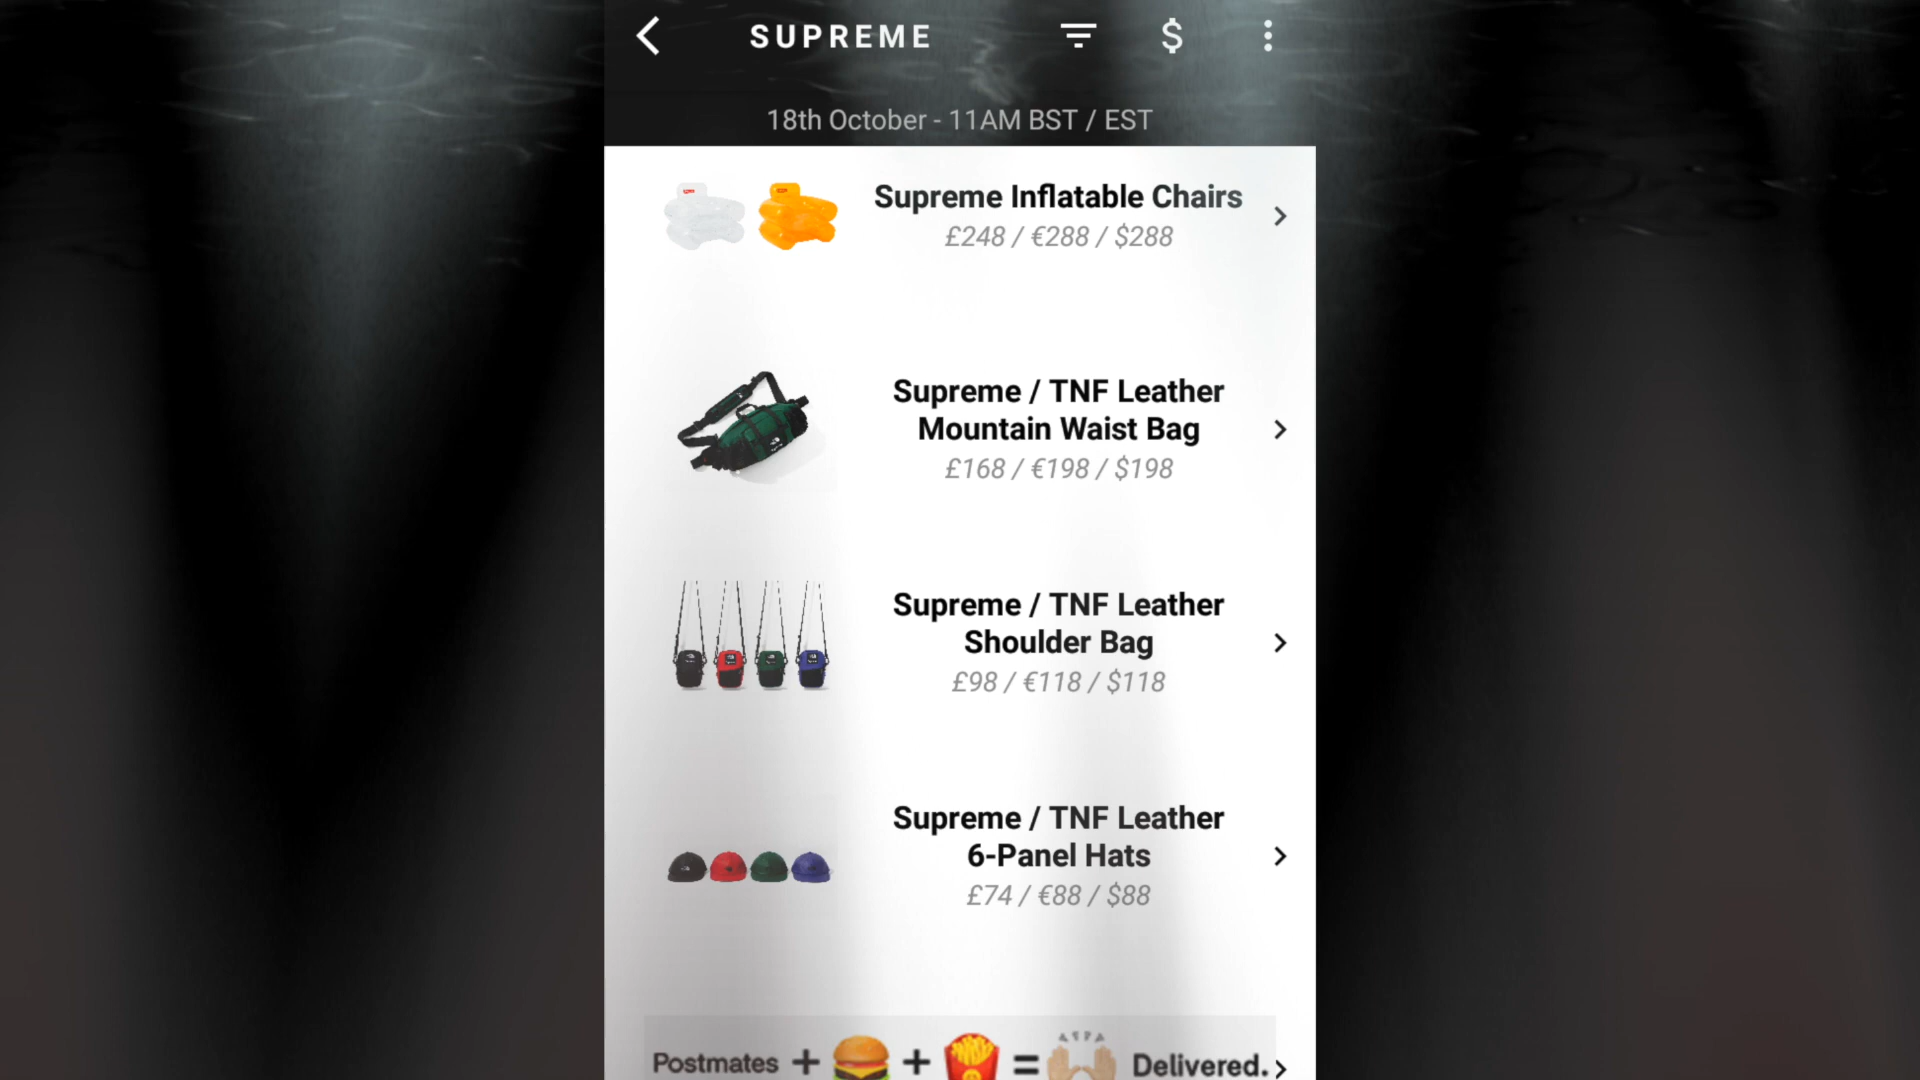 SUPREME $
18th October - 11AM BST / EST
Supreme Inflatable Chairs
£248 / €288 / $288
Supreme / TNF Leather
Mountain Waist Bag
£168 / €198 / $198
Supreme / TNF Leather
Shoulder Bag
£98 / €118 / $118
Supreme / TNF Leather
6-Panel Hats
£74 / €88 / $88
Postmates + + = Delivered.